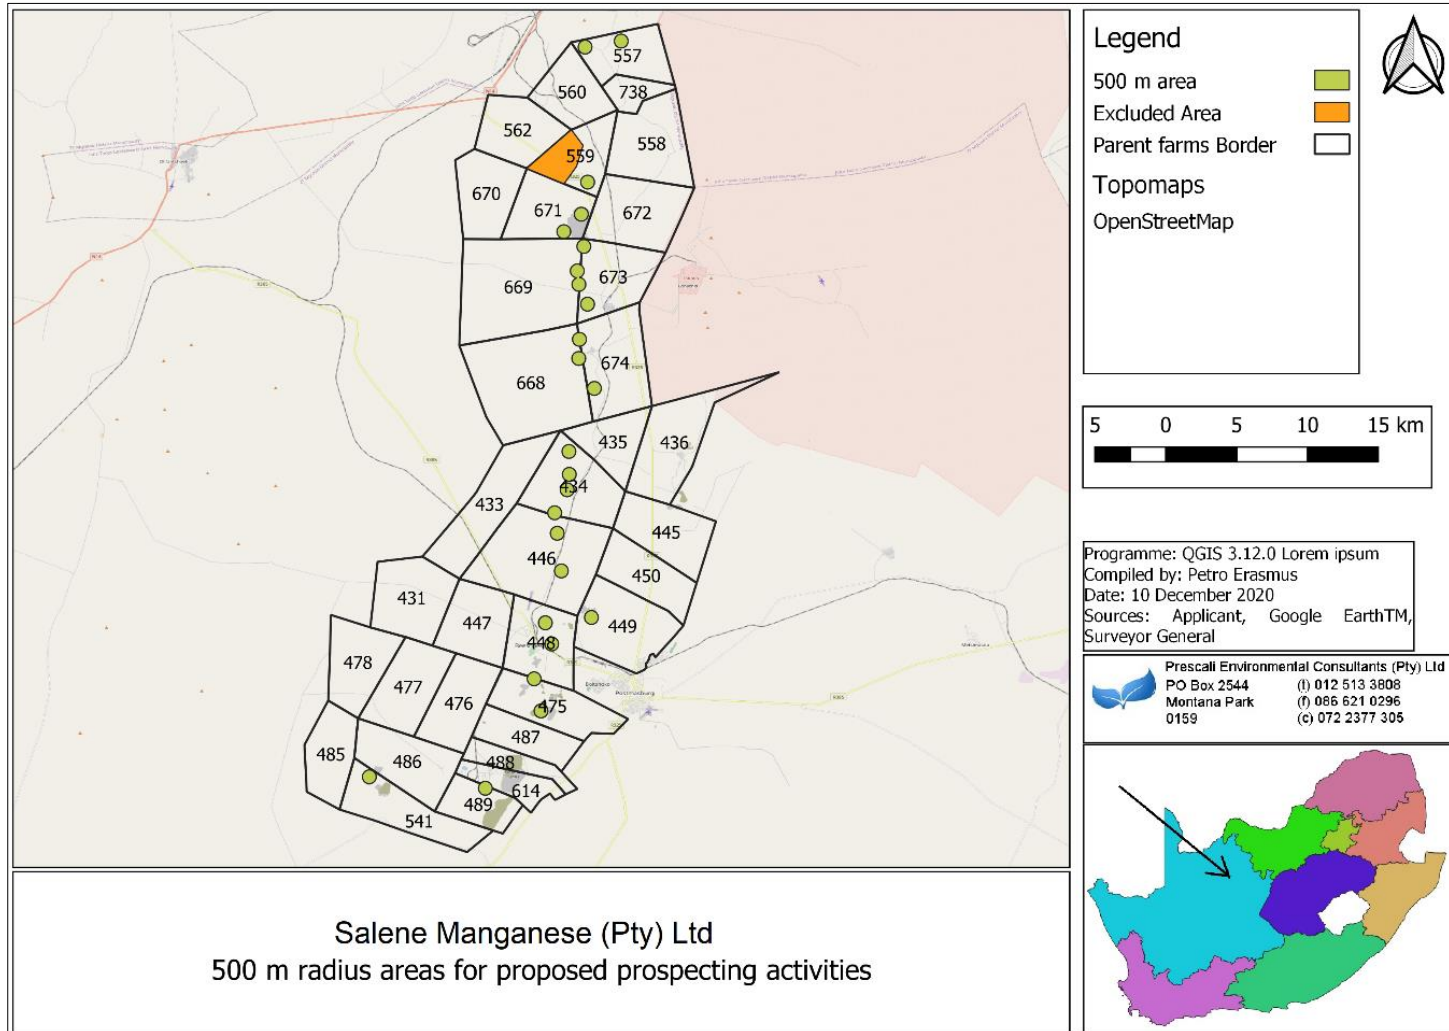 557
560
738
562
558
559
670
671
672
669
673
668
674
435
436
434
433
445
446
450
431
447
449
448
478
477
476
475
487
485
486
488
614
489
541
Postmasburg
Legend
500 m area
Excluded Area
Parent farms Border
Topomaps
OpenStreetMap
5 0 5 10 15 km
Programme: QGIS 3.12.0 Lorem ipsum
Compiled by: Petro Erasmus
Date: 10 December 2020
Sources: Applicant, Google EarthTM,
Surveyor General
Prescali Environmental Consultants (Pty) Ltd
PO Box 2544 (l) 012 513 3808
Montana Park (f) 086 621 0296
0159 (c) 072 2377 305
Salene Manganese (Pty) Ltd
500 m radius areas for proposed prospecting activities